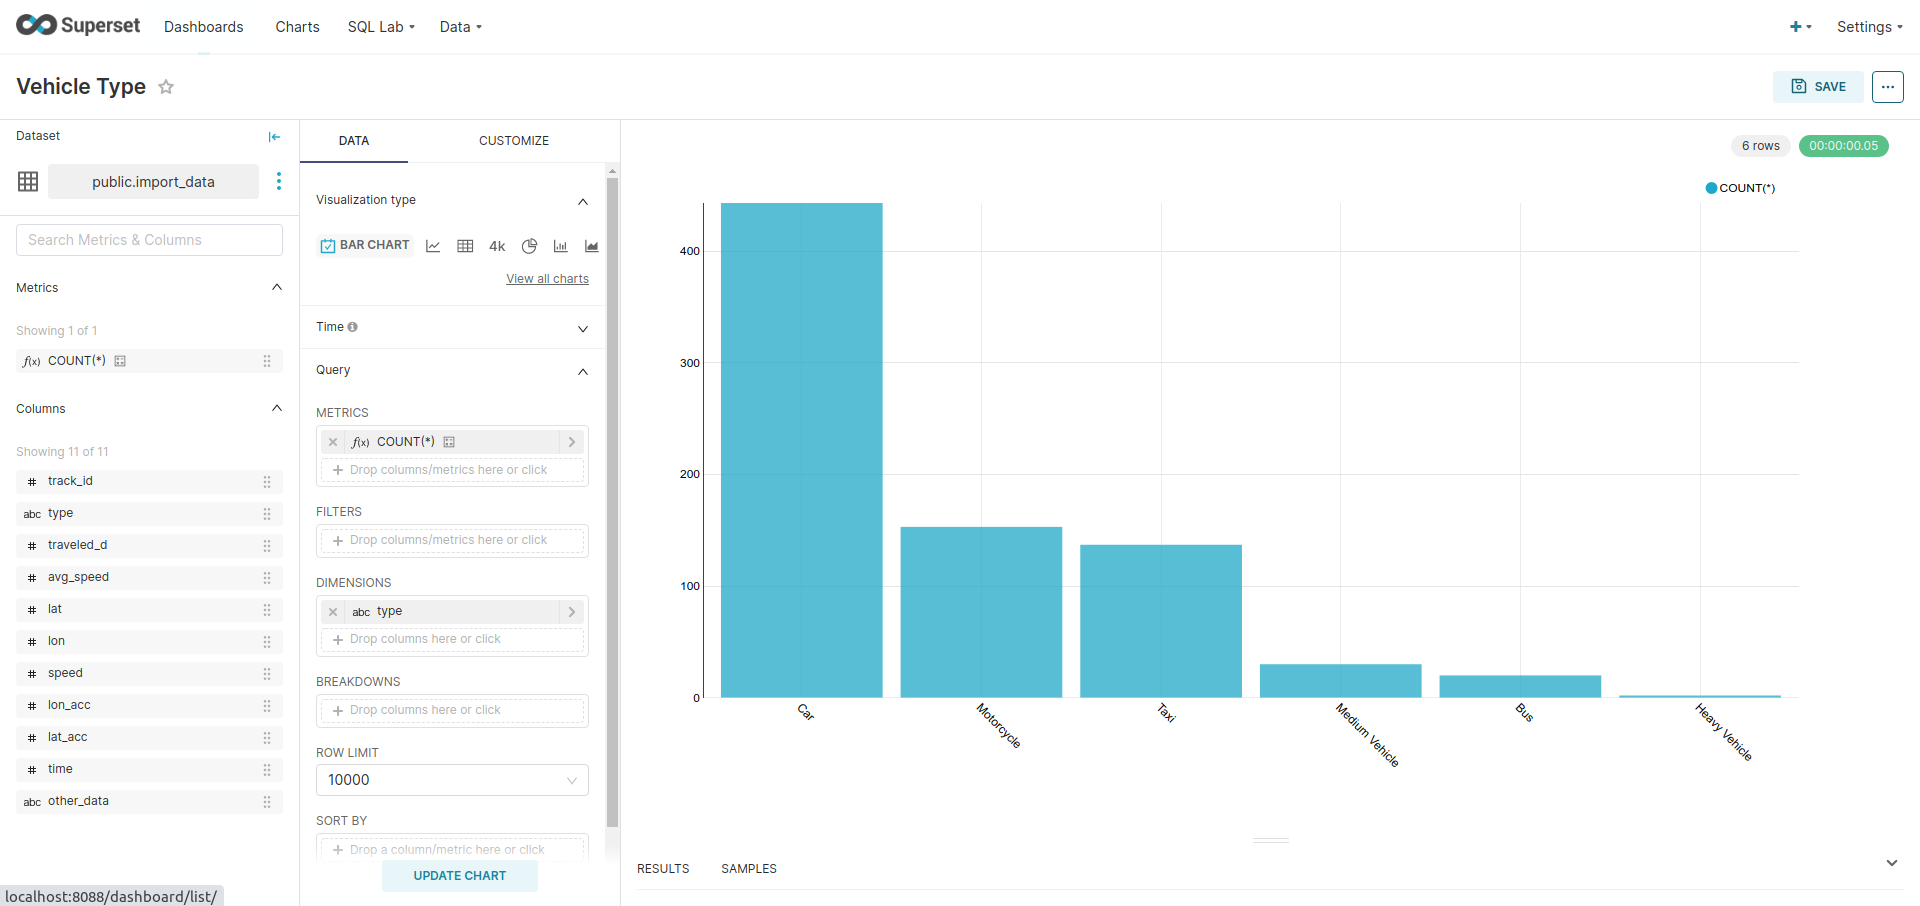 Superset
Dashboards
Charts
SQL Lab
Data
Settings
Vehicle Type
SAVE
Dataset
public.import_data
Search Metrics & Columns
Metrics
Showing 1 of 1
f(x) COUNT(*)
Columns
Showing 11 of 11
# track_id
abc type
# traveled_d
# avg_speed
# lat
# lon
# speed
# lon_acc
# lat_acc
# time
abc other_data
localhost:8088/dashboard/list/
DATA
CUSTOMIZE
Visualization type
BAR CHART
4k
View all charts
Time
Query
METRICS
f(x) COUNT(*)
Drop columns/metrics here or click
FILTERS
Drop columns/metrics here or click
DIMENSIONS
abc type
Drop columns here or click
BREAKDOWNS
Drop columns here or click
ROW LIMIT
10000
SORT BY
Drop a column/metric here or click
UPDATE CHART
6 rows
00:00:00.05
COUNT(*)
400
300
200
100
0
Car
Motorcycle
Taxi
Medium Vehicle
Bus
Heavy Vehicle
RESULTS
SAMPLES